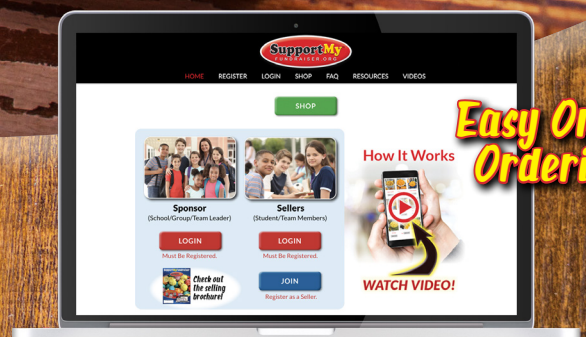 SupportMy
FUNDRAISER.ORG
HOME REGISTER LOGIN SHOP FAQ RESOURCES VIDEOS
SHOP
Easy
How It Works
Sponsor
(School/Group/Team Leader)
Sellers
(Student/Team Members)
LOGIN
Must Be Registered.
LOGIN
Must Be Registered.
Check out
the selling
brochure!
JOIN
Register as a Seller.
WATCH VIDEO!